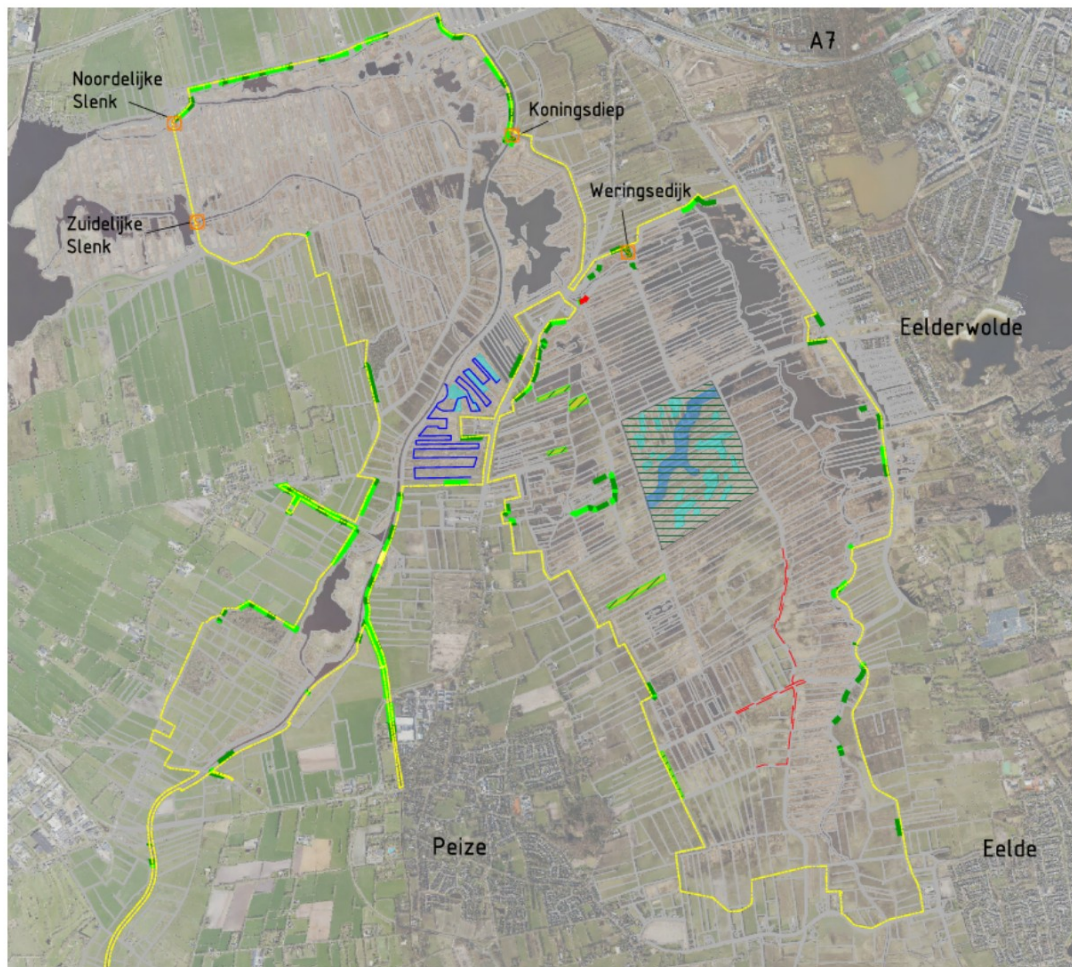 A7
Noordelijke
Slenk
Koningsdiep
Weringsedijk
Zuidelijke
Slenk
Eelderwolde
Peize
Eelde